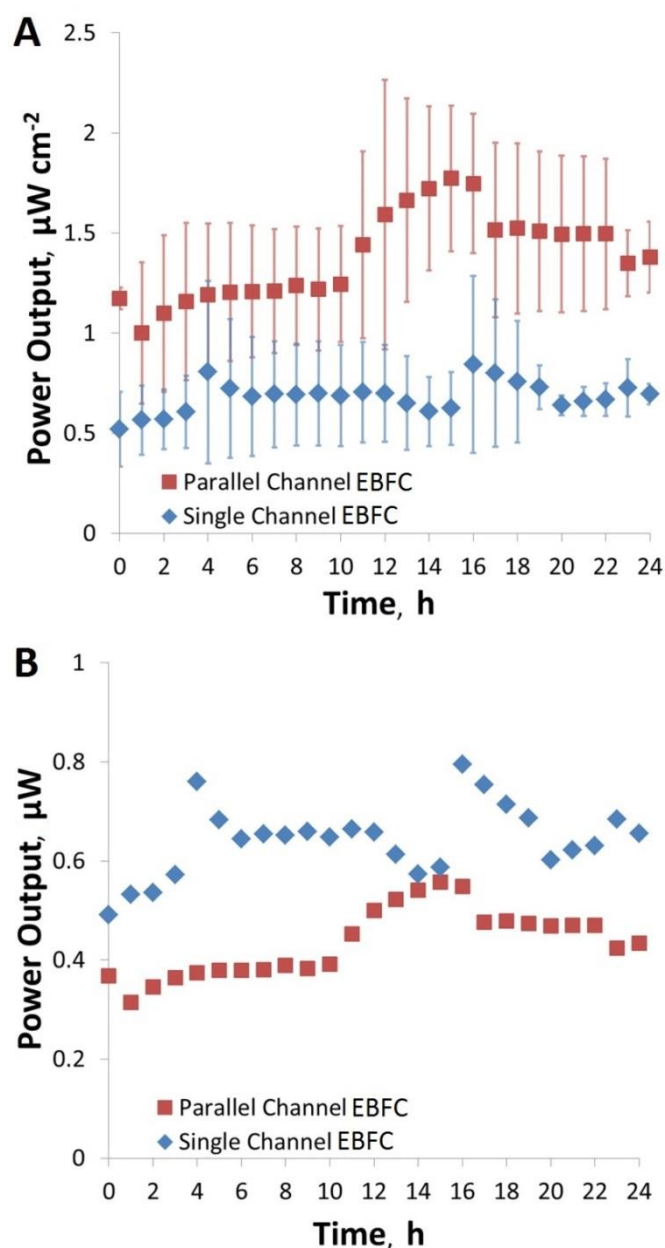 A
2.5
2
1.5
1
0.5
0
Power Output, µW cm-2
Parallel Channel EBFC
Single Channel EBFC
0 2 4 6 8 10 12 14 16 18 20 22 24
Time, h
B
1
0.8
0.6
0.4
0.2
0
Power Output, µW
Parallel Channel EBFC
Single Channel EBFC
0 2 4 6 8 10 12 14 16 18 20 22 24
Time, h